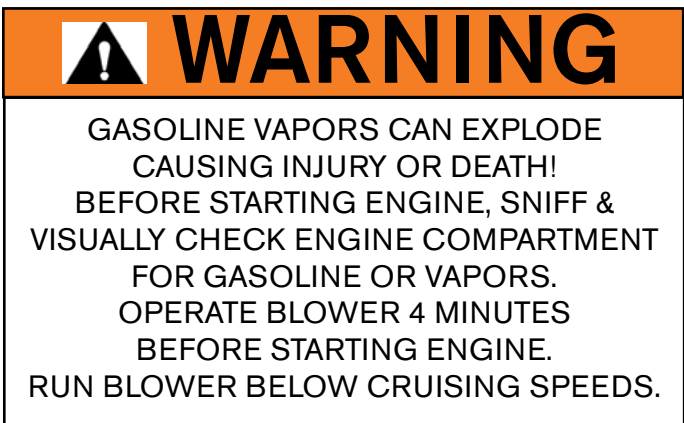 WARNING
GASOLINE VAPORS CAN EXPLODE
CAUSING INJURY OR DEATH!
BEFORE STARTING ENGINE, SNIFF &
VISUALLY CHECK ENGINE COMPARTMENT
FOR GASOLINE OR VAPORS.
OPERATE BLOWER 4 MINUTES
BEFORE STARTING ENGINE.
RUN BLOWER BELOW CRUISING SPEEDS.